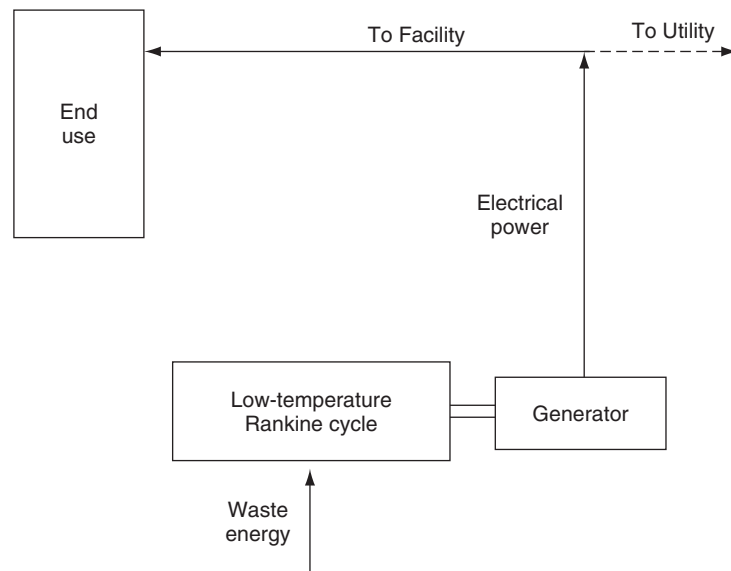 To Facility
To Utility
End
use
Electrical
power
Low-temperature
Rankine cycle
Generator
Waste
energy